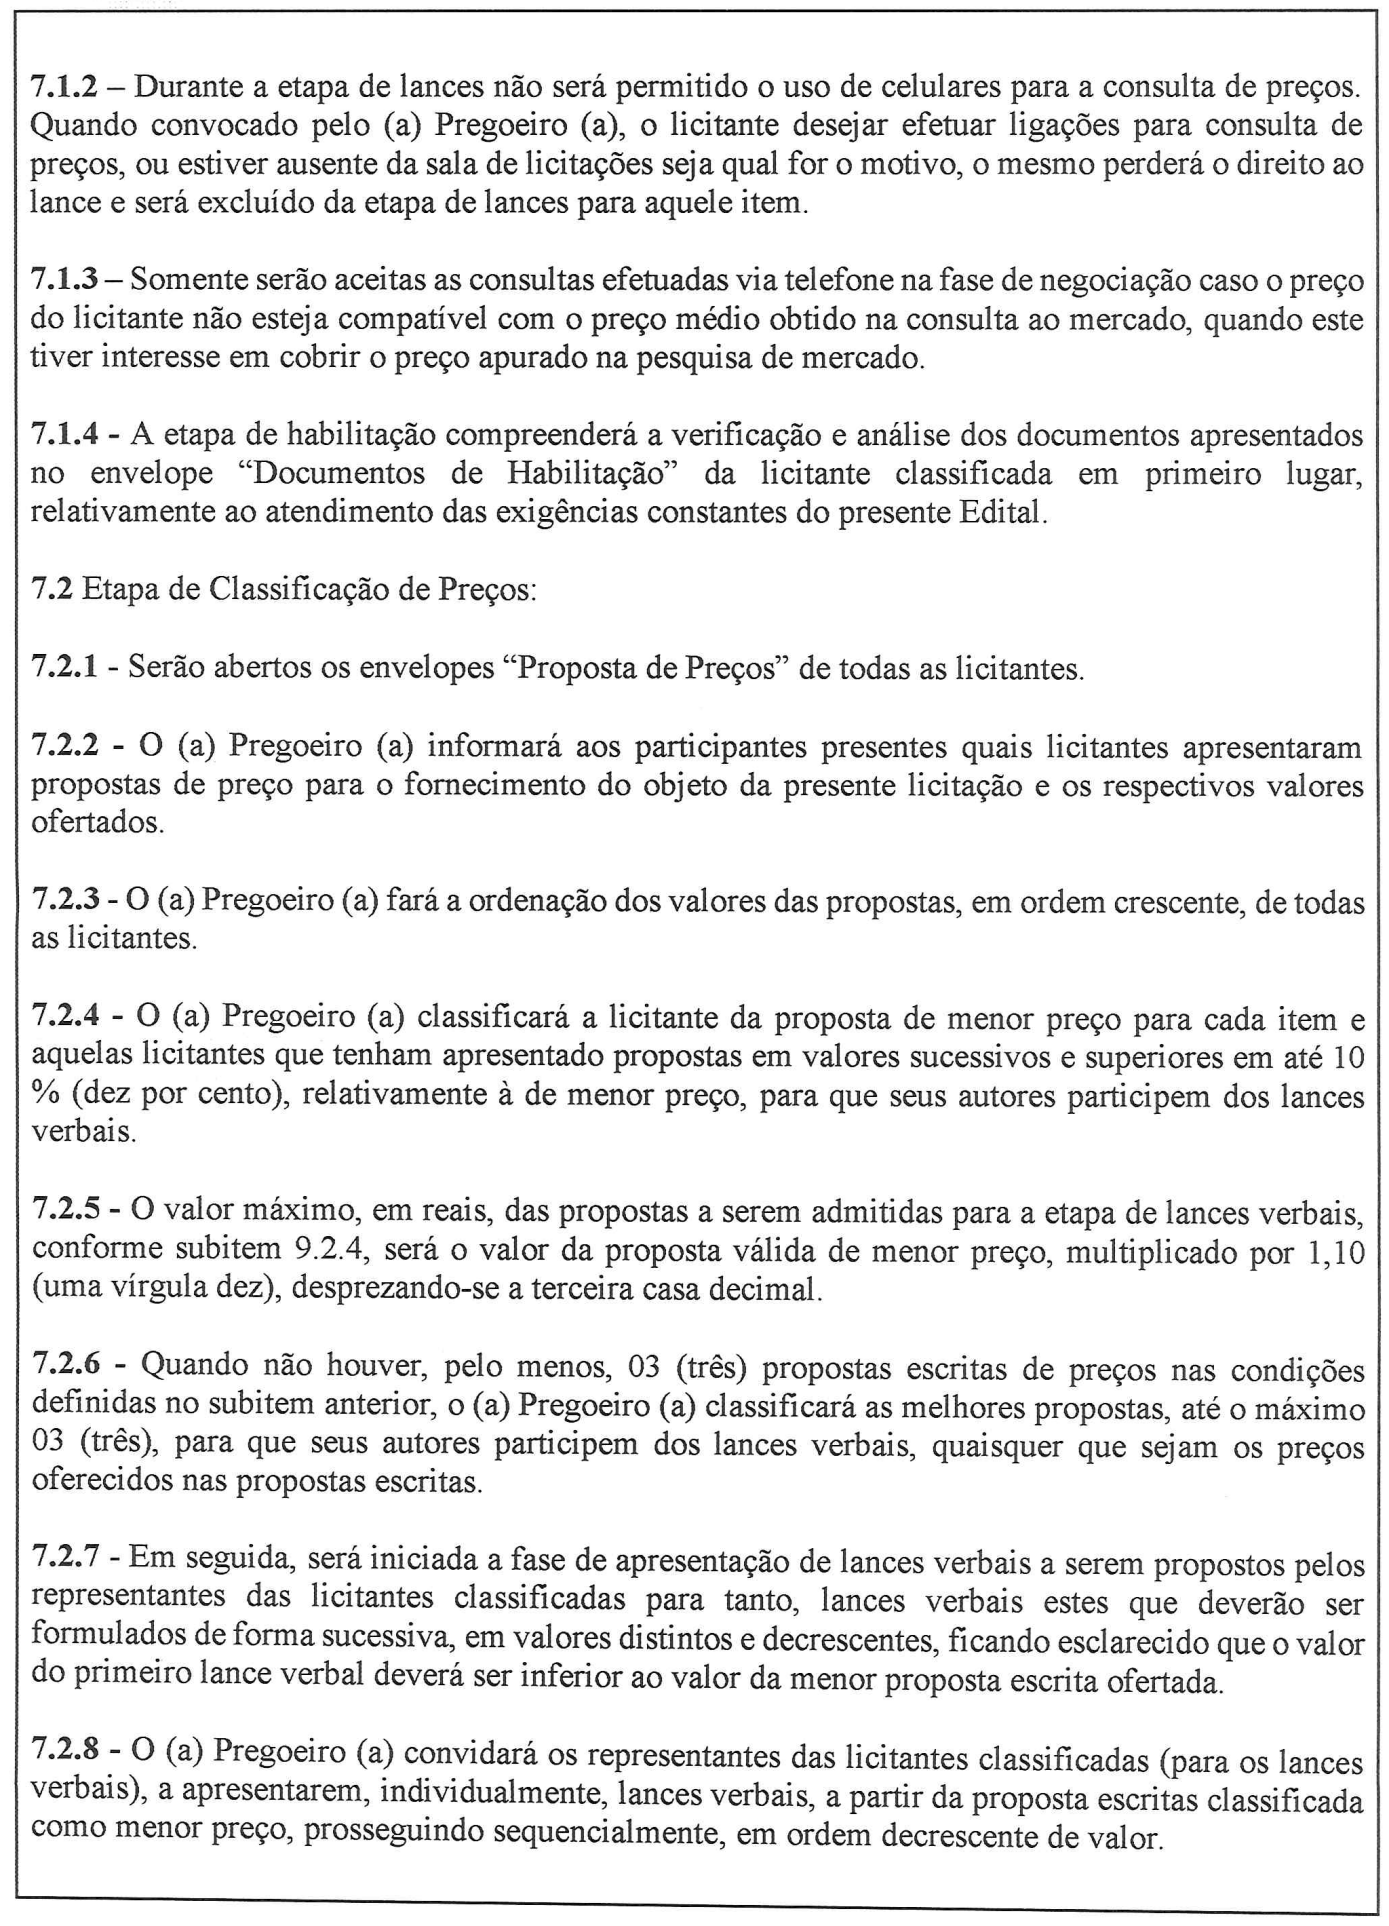 7.1.2 – Durante a etapa de lances não será permitido o uso de celulares para a consulta de preços.
Quando convocado pelo (a) Pregoeiro (a), o licitante desejar efetuar ligações para consulta de
preços, ou estiver ausente da sala de licitações seja qual for o motivo, o mesmo perderá o direito ao
lance e será excluído da etapa de lances para aquele item.
7.1.3 – Somente serão aceitas as consultas efetuadas via telefone na fase de negociação caso o preço
do licitante não esteja compatível com o preço médio obtido na consulta ao mercado, quando este
tiver interesse em cobrir o preço apurado na pesquisa de mercado.
7.1.4 - A etapa de habilitação compreenderá a verificação e análise dos documentos apresentados
no envelope “Documentos de Habilitação” da licitante classificada em primeiro lugar,
relativamente ao atendimento das exigências constantes do presente Edital.
7.2 Etapa de Classificação de Preços:
7.2.1 - Serão abertos os envelopes “Proposta de Preços” de todas as licitantes.
7.2.2 - O (a) Pregoeiro (a) informará aos participantes presentes quais licitantes apresentaram
propostas de preço para o fornecimento do objeto da presente licitação e os respectivos valores
ofertados.
7.2.3 - O (a) Pregoeiro (a) fará a ordenação dos valores das propostas, em ordem crescente, de todas
as licitantes.
7.2.4 - O (a) Pregoeiro (a) classificará a licitante da proposta de menor preço para cada item e
aquelas licitantes que tenham apresentado propostas em valores sucessivos e superiores em até 10
% (dez por cento), relativamente à de menor preço, para que seus autores participem dos lances
verbais.
7.2.5 - O valor máximo, em reais, das propostas a serem admitidas para a etapa de lances verbais,
conforme subitem 9.2.4, será o valor da proposta válida de menor preço, multiplicado por 1,10
(uma vírgula dez), desprezando-se a terceira casa decimal.
7.2.6 - Quando não houver, pelo menos, 03 (três) propostas escritas de preços nas condições
definidas no subitem anterior, o (a) Pregoeiro (a) classificará as melhores propostas, até o máximo
03 (três), para que seus autores participem dos lances verbais, quaisquer que sejam os preços
oferecidos nas propostas escritas.
7.2.7 - Em seguida, será iniciada a fase de apresentação de lances verbais a serem propostos pelos
representantes das licitantes classificadas para tanto, lances verbais estes que deverão ser
formulados de forma sucessiva, em valores distintos e decrescentes, ficando esclarecido que o valor
do primeiro lance verbal deverá ser inferior ao valor da menor proposta escrita ofertada.
7.2.8 - O (a) Pregoeiro (a) convidará os representantes das licitantes classificadas (para os lances
verbais), a apresentarem, individualmente, lances verbais, a partir da proposta escritas classificada
como menor preço, prosseguindo sequencialmente, em ordem decrescente de valor.